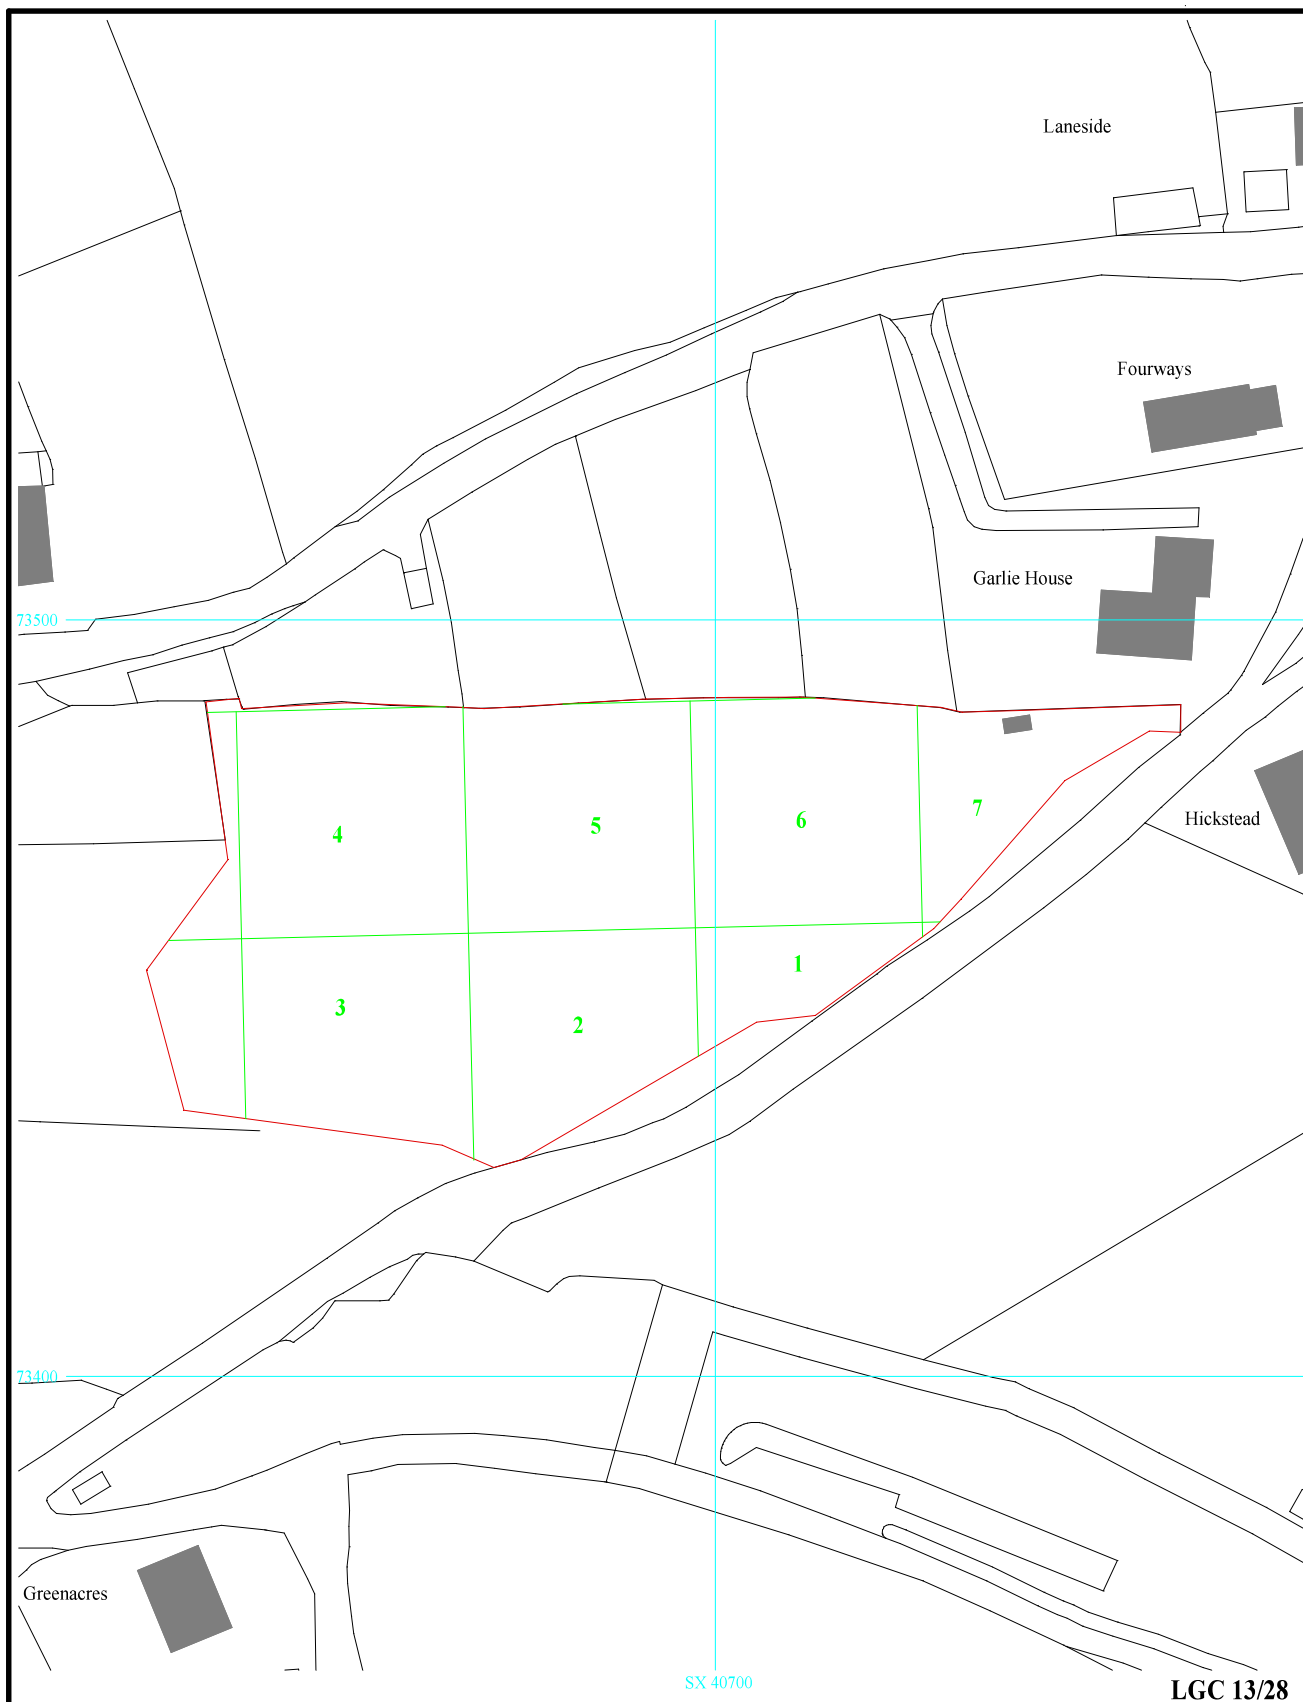 Laneside
Fourways
Garlie House
73500
Hickstead
4
5
6
7
1
3
2
73400
Greenacres
SX 40700
LGC 13/28